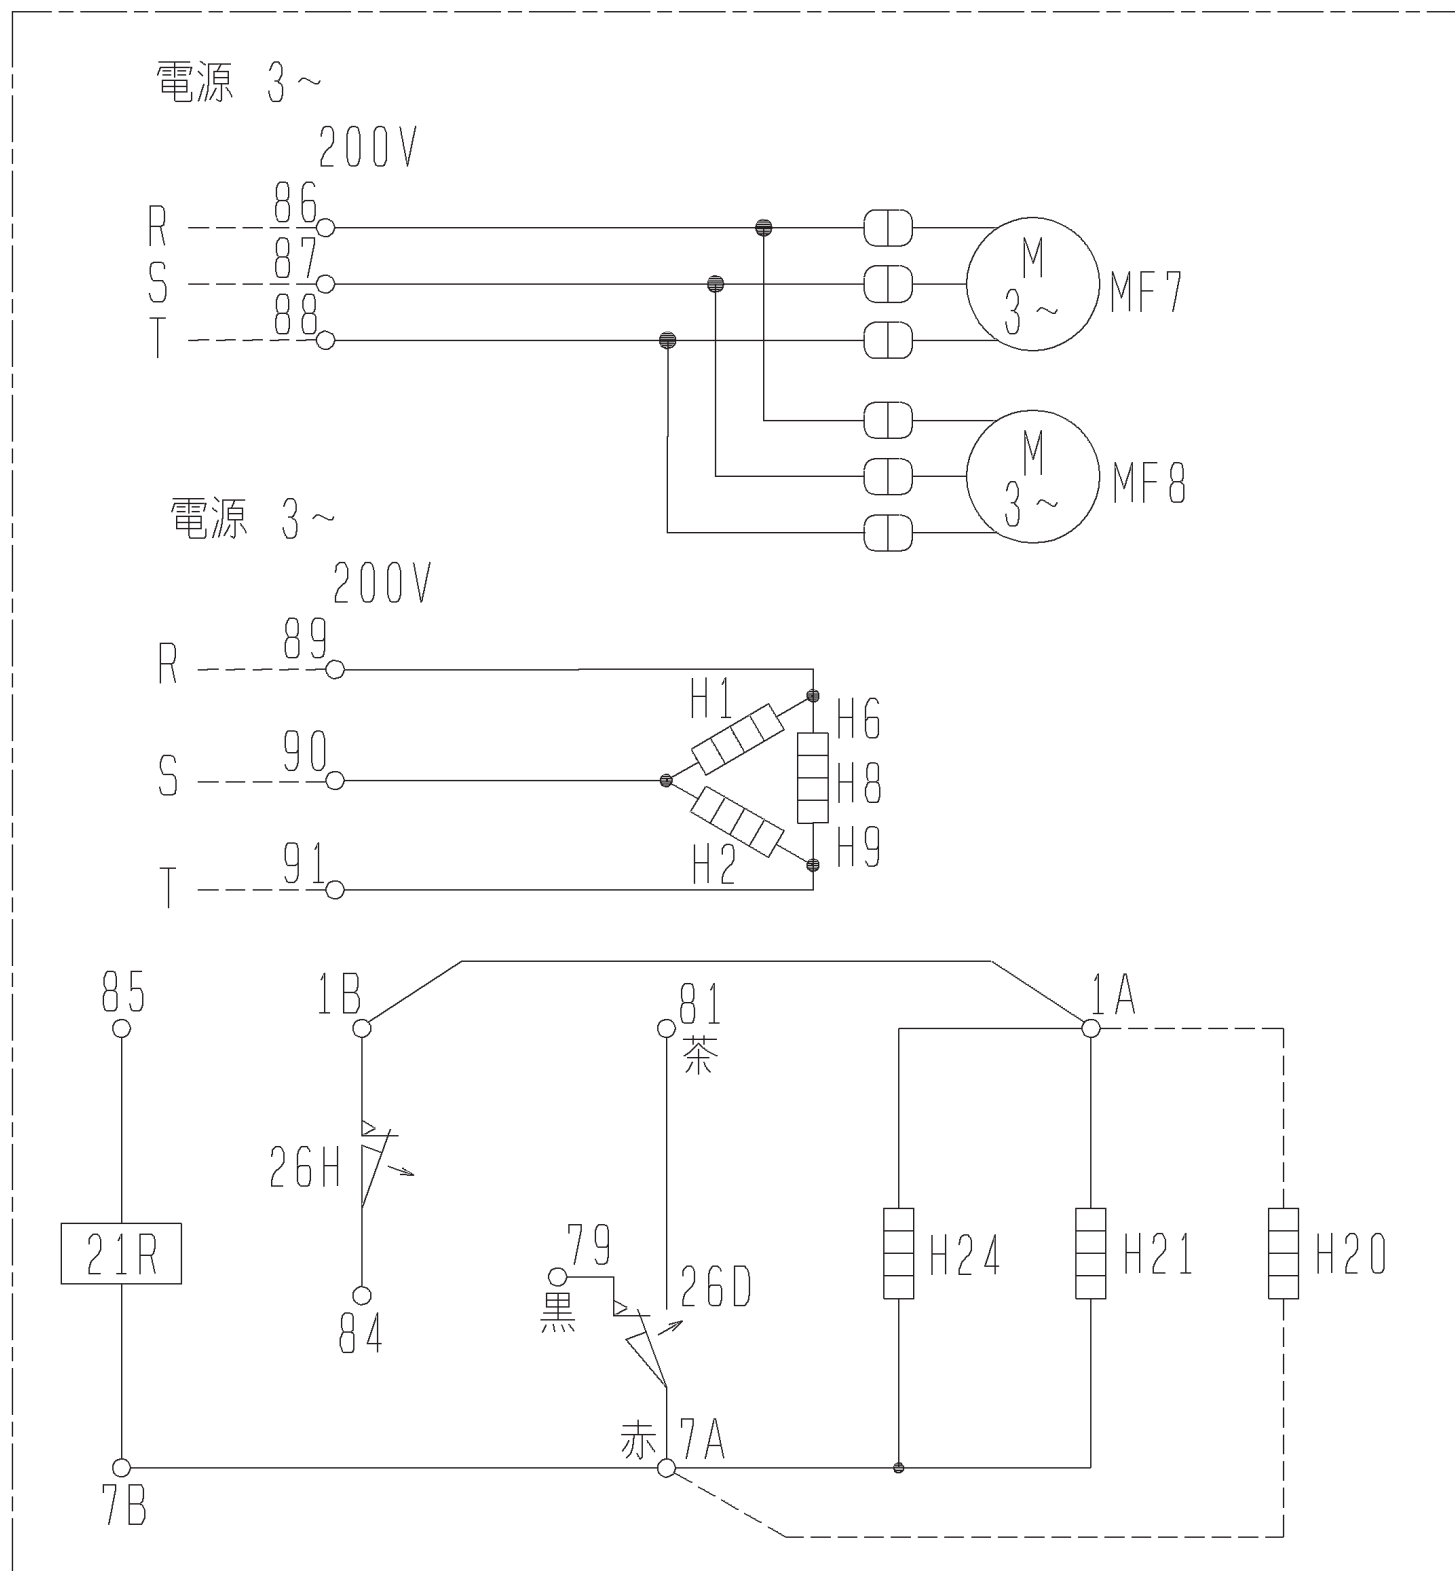 電源 3~
200V
R
86
S
87
T
88
M
3~
MF7
M
3~
MF8
電源 3~
200V
R
89
S
90
T
91
H1
H6
H8
H9
H2
85
1B
81
茶
1A
26H
21R
79
黒
26D
84
H24
H21
H20
赤
7A
7B